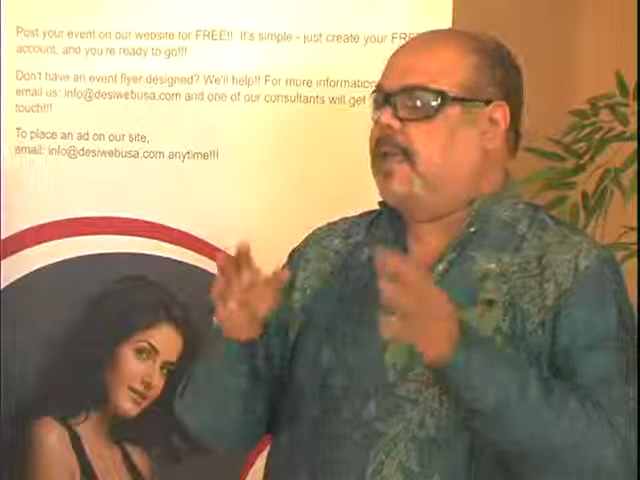 Post your event on our website for FREE!! It's simple - just create your FRE
account, and you're ready to go!!!
Don't have an event flyer designed? We'll help!! For more information
email us: info@desiwebusa.com and one of our consultants will get
touch!!!
To place an ad on our site,
email: info@desiwebusa.com anytime!!!